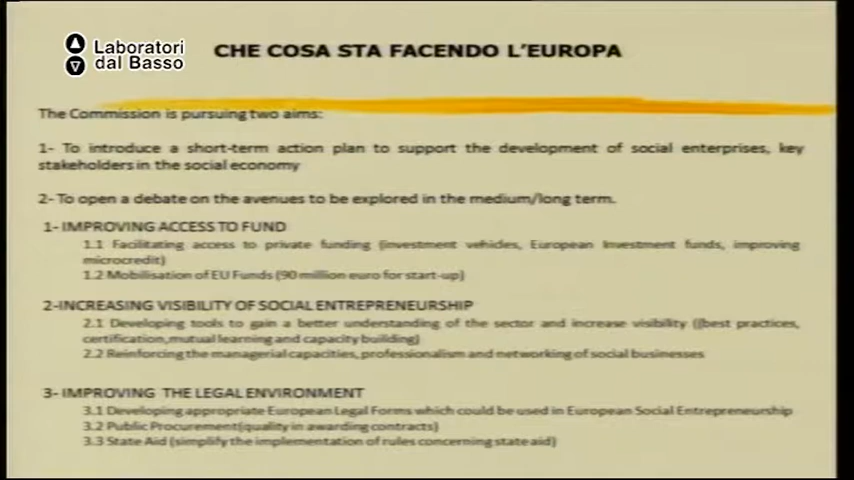 Laboratori
dal Basso
CHE COSA STA FACENDO L'EUROPA
The Commission is pursuing two aims:
1- To introduce a short-term action plan to support the development of social enterprises, key
stakeholders in the social economy
2- To open a debate on the avenues to be explored in the medium/long term.
1- IMPROVING ACCESS TO FUND
1.1 Facilitating access to private funding (investment vehicles, European Investment funds, improving
microcredit)
1.2 Mobilisation of EU Funds (90 million euro for start-up)
2-INCREASING VISIBILITY OF SOCIAL ENTREPRENEURSHIP
2.1 Developing tools to gain a better understanding of the sector and increase visibility ((best practices,
certification,mutual learning and capacity building)
2.2 Reinforcing the managerial capacities, professionalism and networking of social businesses
3- IMPROVING THE LEGAL ENVIRONMENT
3.1 Developing appropriate European Legal Forms which could be used in European Social Entrepreneurship
3.2 Public Procurement(quality in awarding contracts)
3.3 State Aid (simplify the implementation of rules concerning state aid)